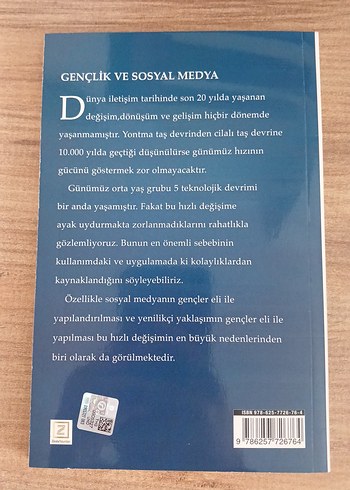 GENÇLİK VE SOSYAL MEDYA
Dünya iletişim tarihinde son 20 yılda yaşanan
değişim,dönüşüm ve gelişim hiçbir dönemde
yaşanmamıştır. Yontma taş devrinden cilalı taş devrine
10.000 yılda geçtiği düşünülürse günümüz hızının
gücünü göstermek zor olmayacaktır.
Günümüz orta yaş grubu 5 teknolojik devrimi
bir anda yaşamıştır. Fakat bu hızlı değişime
ayak uydurmakta zorlanmadıklarını rahatlıkla
gözlemliyoruz. Bunun en önemli sebebinin
kullanımdaki ve uygulamada ki kolaylıklardan
kaynaklandığını söyleyebiliriz.
Özellikle sosyal medyanın gençler eli ile
yapılandırılması ve yenilikçi yaklaşımın gençler eli ile
yapılması bu hızlı değişimin en büyük nedenlerinden
biri olarak da görülmektedir.
ISBN 978-625-7726-76-4
9 786257 726764
Z